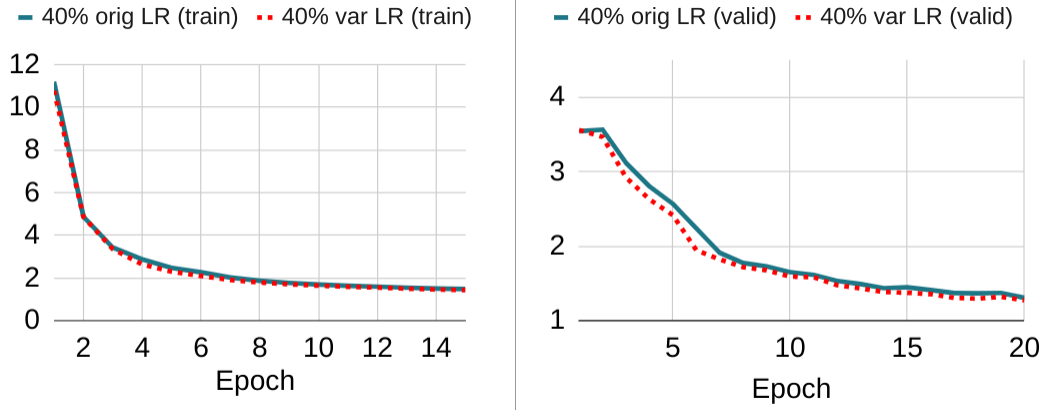 40% orig LR (train) 40% var LR (train)
12
10
8
6
4
2
0
2 4 6 8 10 12 14
Epoch
40% orig LR (valid) 40% var LR (valid)
4
3
2
1
5 10 15 20
Epoch